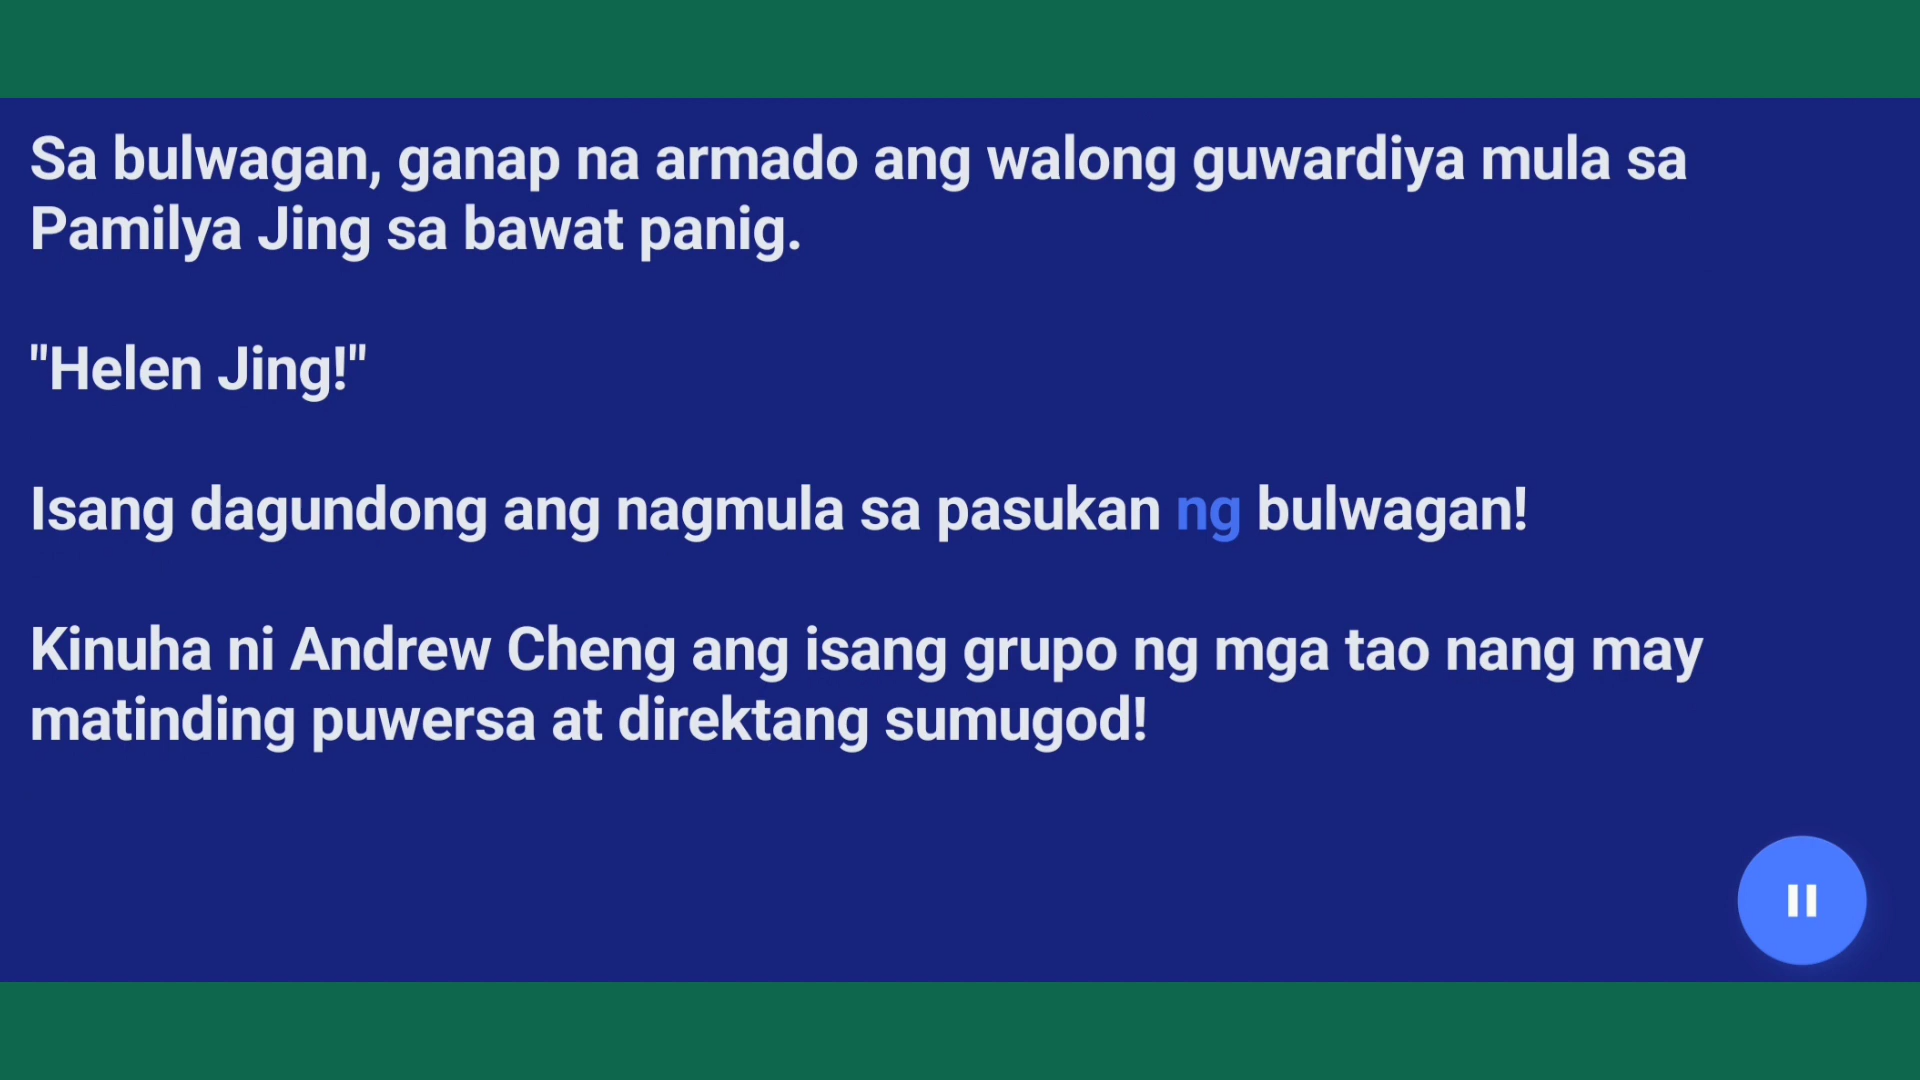 Sa bulwagan, ganap na armado ang walong guwardiya mula sa
Pamilya Jing sa bawat panig.
"Helen Jing!"
Isang dagundong ang nagmula sa pasukan ng bulwagan!
Kinuha ni Andrew Cheng ang isang grupo ng mga tao nang may
matinding puwersa at direktang sumugod!